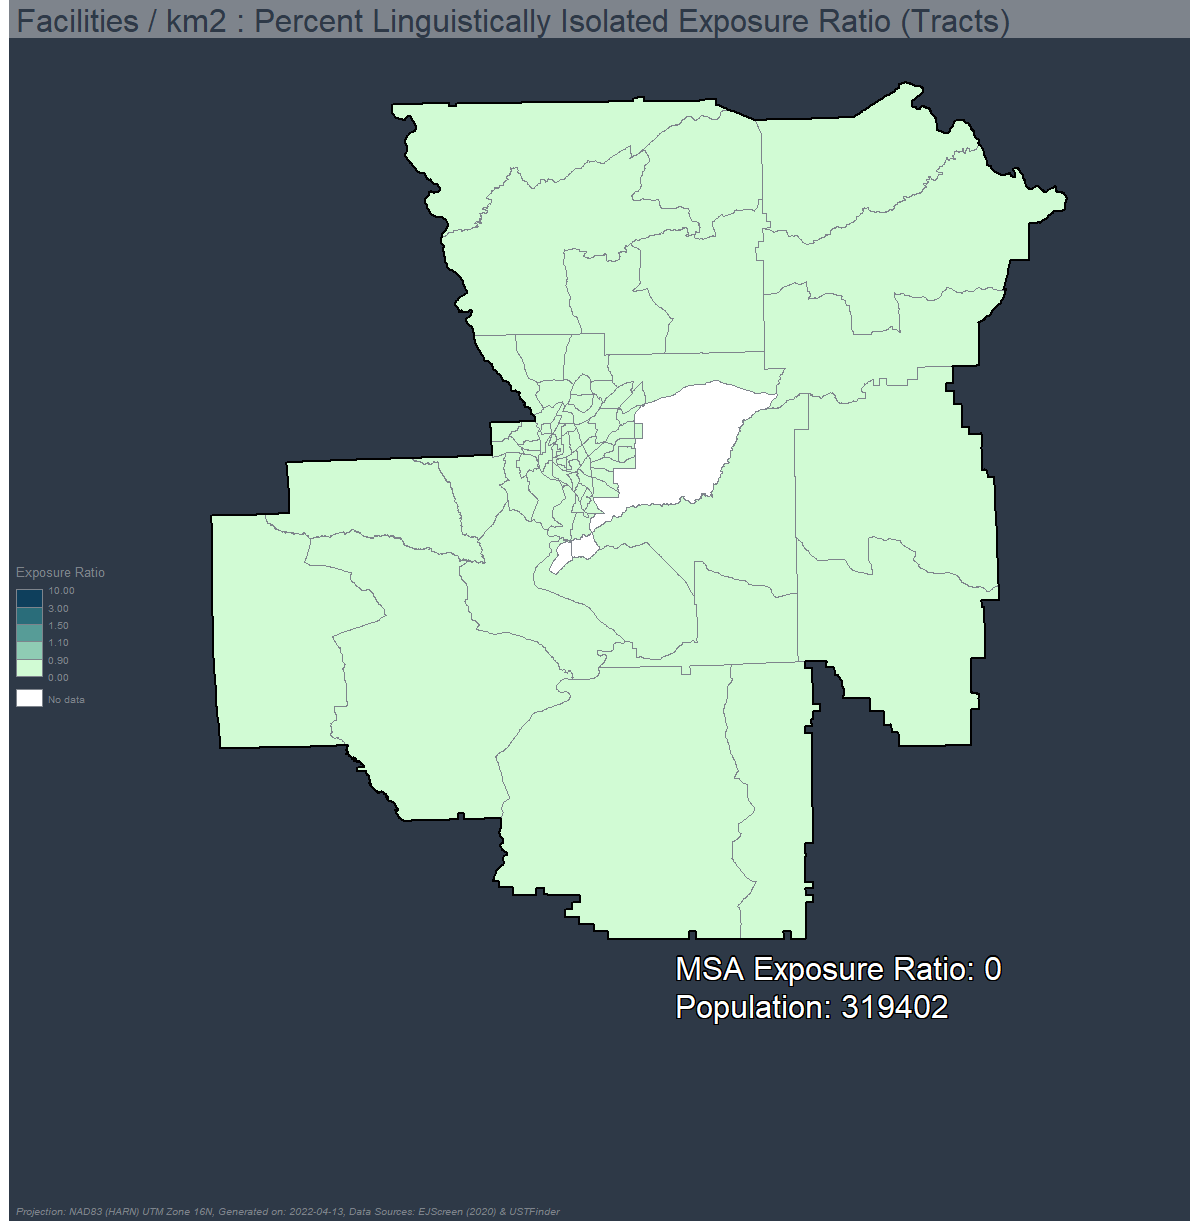 Facilities / km2 : Percent Linguistically Isolated Exposure Ratio (Tracts)
Exposure Ratio
10.00
3.00
1.50
1.10
0.90
0.00
No data
MSA Exposure Ratio: 0
Population: 319402
Projection: NAD83 (HARN) UTM Zone 16N, Generated on: 2022-04-13, Data Sources: EJScreen (2020) & USTFinder